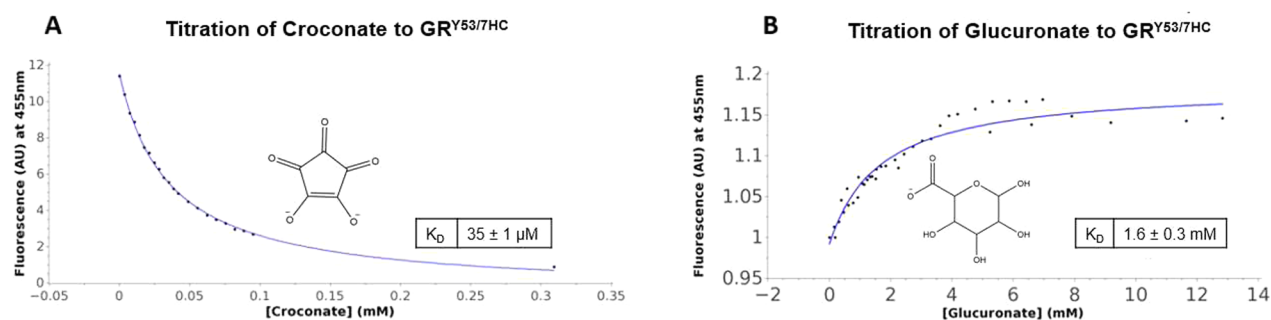 A
Titration of Croconate to GRY53/7HC
Fluorescence (AU) at 455nm
12
10
8
6
4
2
0
−0.05
0
0.05
0.1
0.15
0.2
0.25
0.3
0.35
[Croconate] (mM)
O
O
O
O⁻
O⁻
KD 35 ± 1 µM
B
Titration of Glucuronate to GRY53/7HC
Fluorescence (AU) at 455nm
1.2
1.15
1.1
1.05
1
0.95
−2
0
2
4
6
8
10
12
14
[Glucuronate] (mM)
O
O⁻
O
OH
HO
OH
OH
KD 1.6 ± 0.3 mM